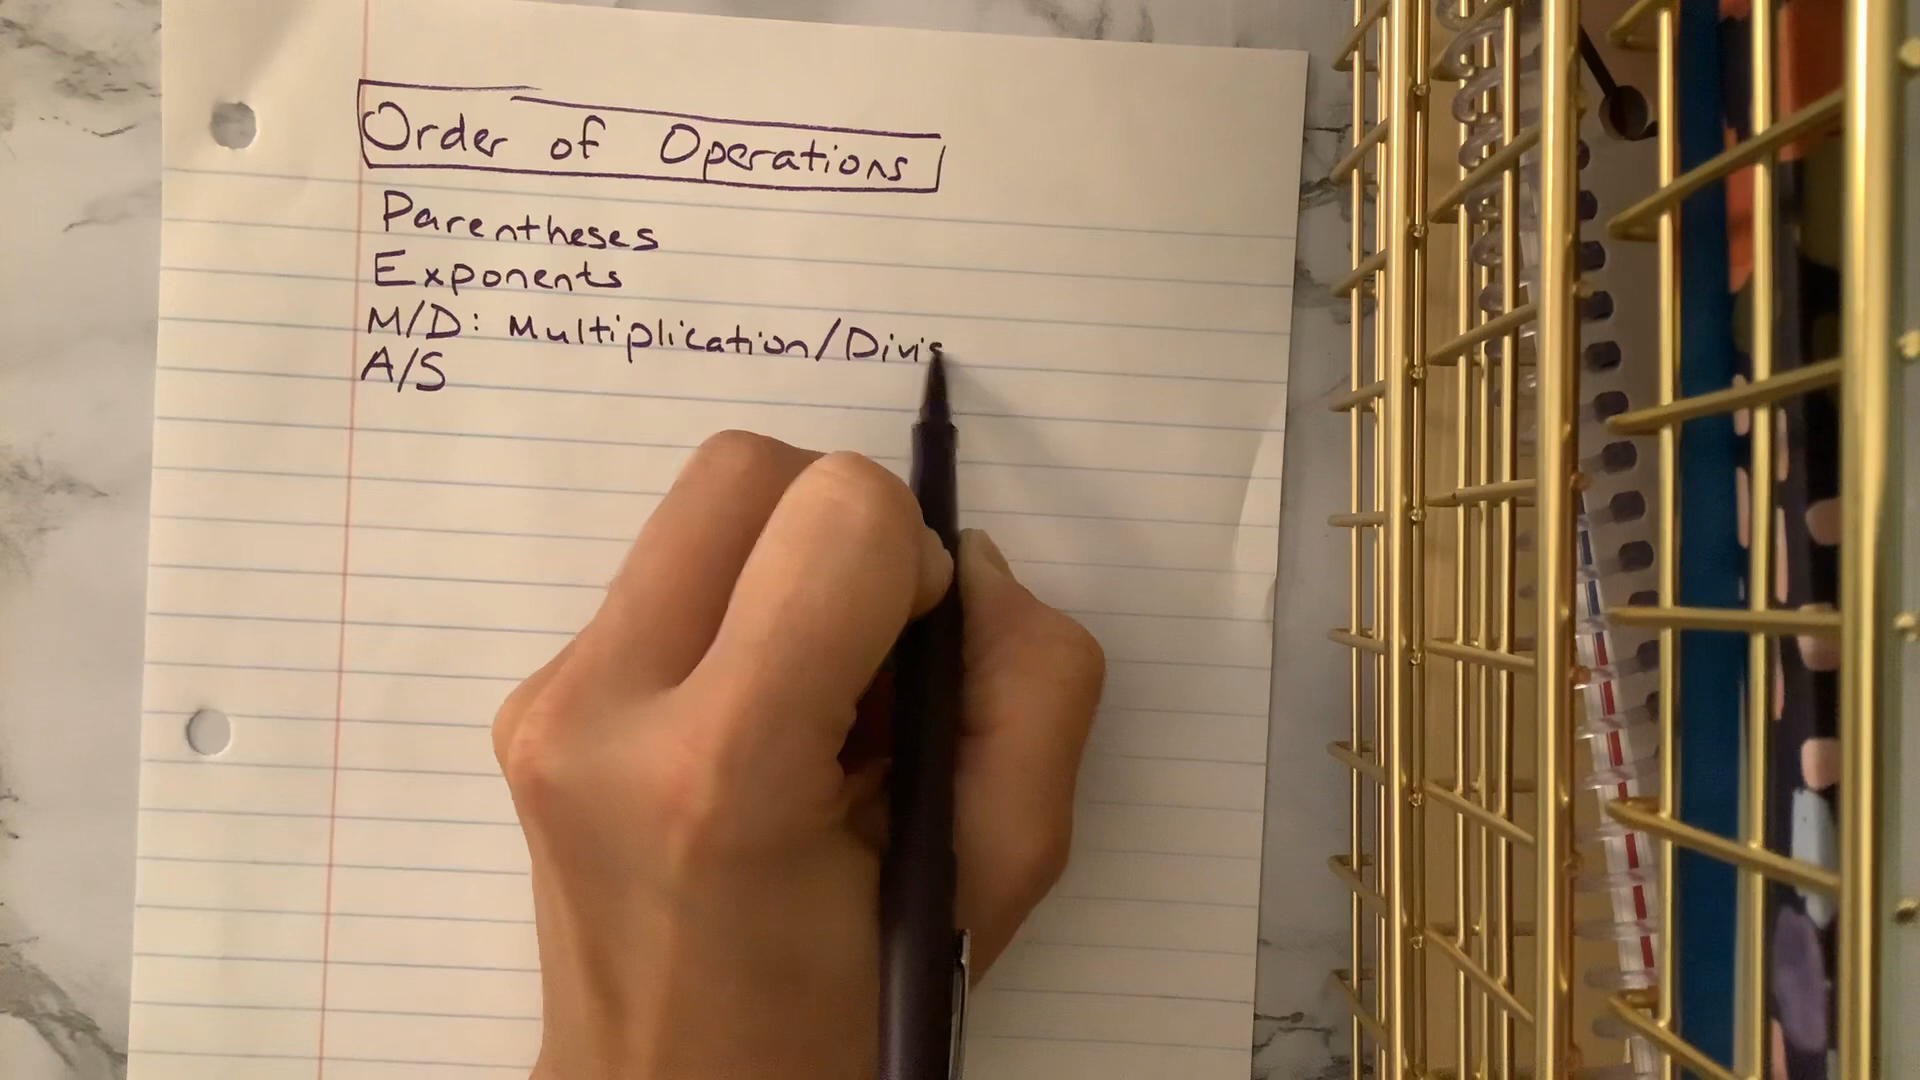 Order of Operations
Parentheses
Exponents
M/D: Multiplication/Divis
A/S